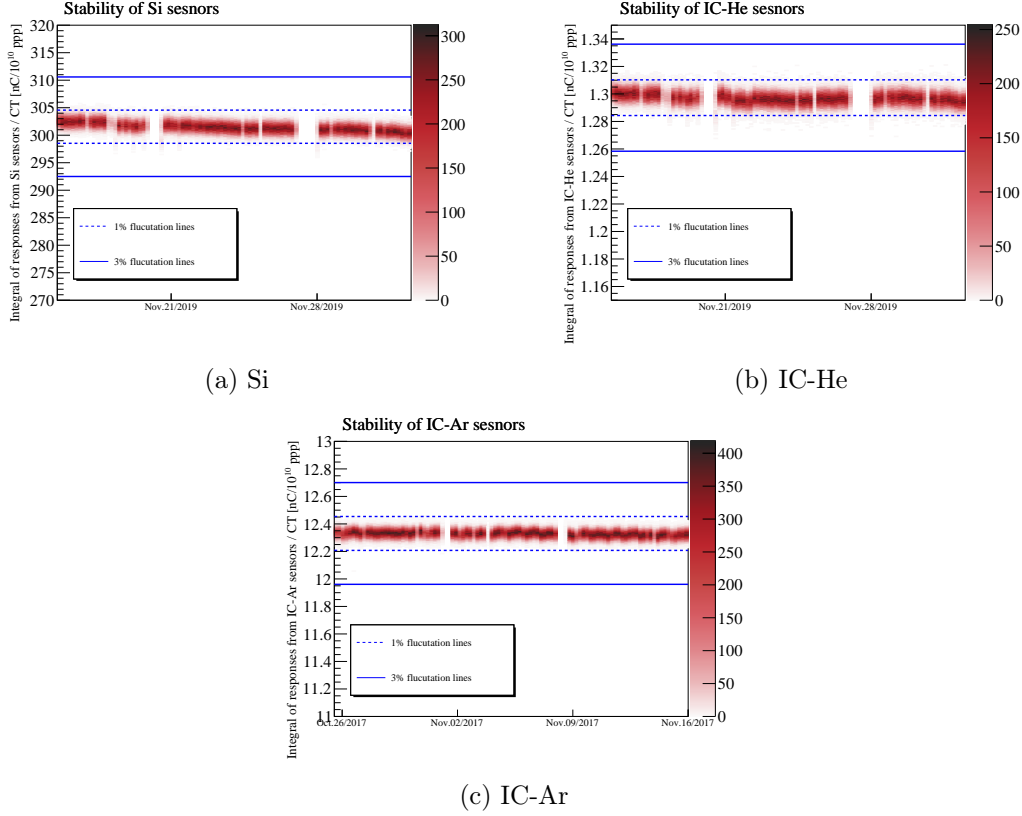 Stability of Si sesnors
Integral of responses from Si sensors / CT [nC/10^10 ppp]
320
315
310
305
300
295
290
285
280
275
270
300
250
200
150
100
50
0
1% flucutation lines
3% flucutation lines
Nov.21/2019
Nov.28/2019
(a) Si
Stability of IC-He sesnors
Integral of responses from IC-He sensors / CT [nC/10^10 ppp]
1.34
1.32
1.3
1.28
1.26
1.24
1.22
1.2
1.18
1.16
1.15
250
200
150
100
50
0
1% flucutation lines
3% flucutation lines
Nov.21/2019
Nov.28/2019
(b) IC-He
Stability of IC-Ar sesnors
Integral of responses from IC-Ar sensors / CT [nC/10^10 ppp]
13
12.8
12.6
12.4
12.2
12
11.8
11.6
11.4
11.2
11
400
350
300
250
200
150
100
50
0
1% flucutation lines
3% flucutation lines
Oct.26/2017
Nov.02/2017
Nov.09/2017
Nov.16/2017
(c) IC-Ar